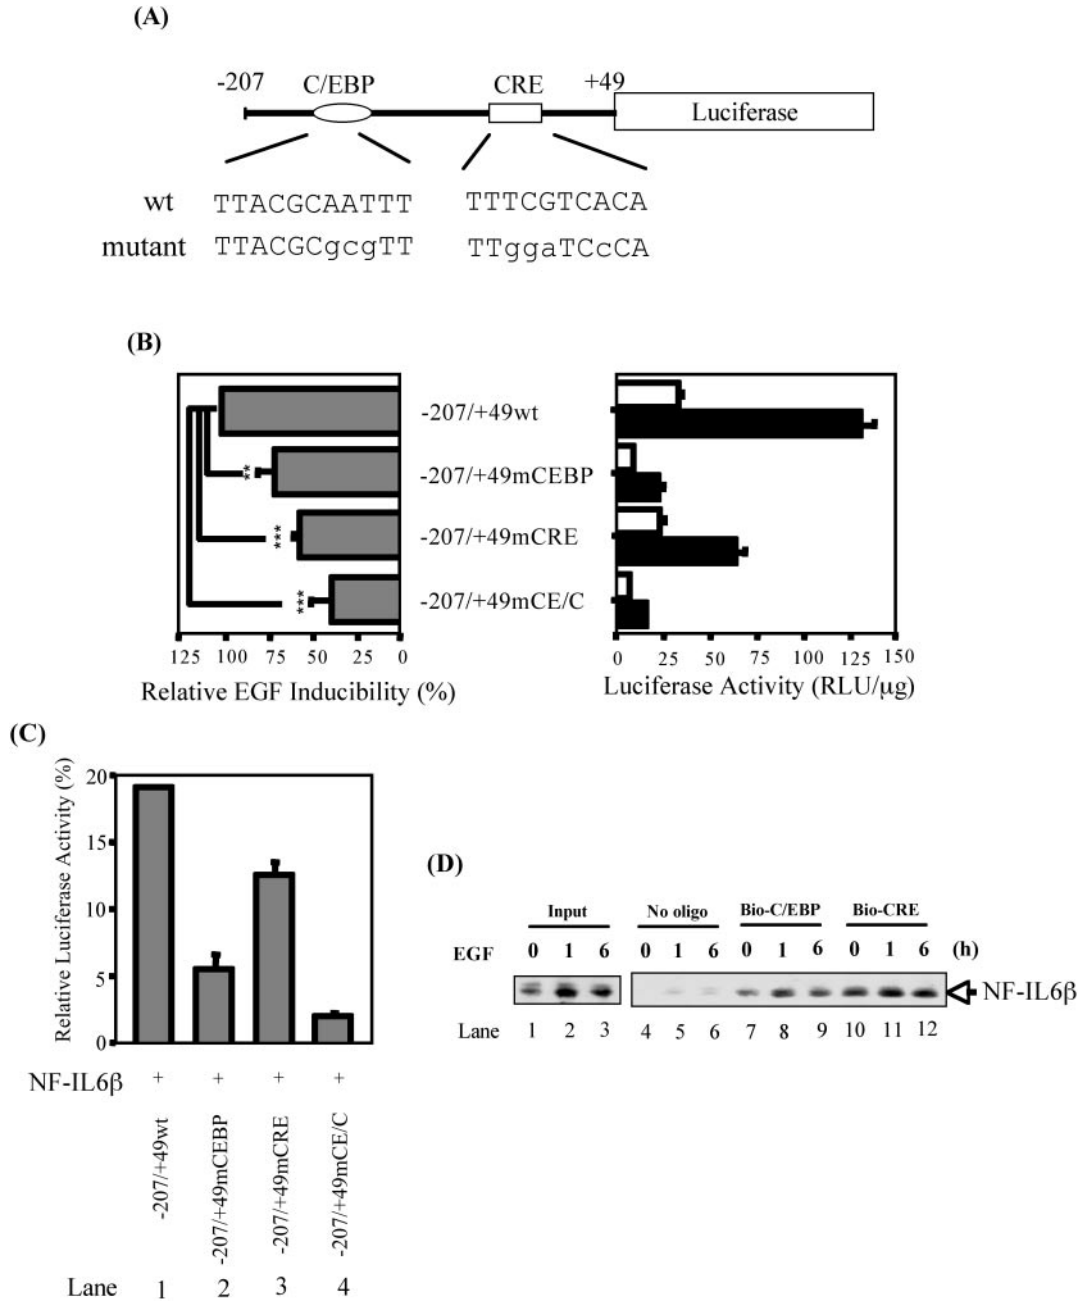 (A)
-207 C/EBP CRE +49
Luciferase
wt TTACGCAATTT TTTCGTCACA
mutant TTACGCgcgTT TTggaTCcCA
(B)
-207/+49wt
** -207/+49mCEBP
*** -207/+49mCRE
*** -207/+49mCE/C
125 100 75 50 25 0
Relative EGF Inducibility (%)
0 25 50 75 100 125 150
Luciferase Activity (RLU/μg)
(C)
Relative Luciferase Activity (%)
20
15
10
5
0
NF-IL6β + + + +
-207/+49wt
-207/+49mCEBP
-207/+49mCRE
-207/+49mCE/C
Lane 1 2 3 4
(D)
Input No oligo Bio-C/EBP Bio-CRE
EGF 0 1 6 0 1 6 0 1 6 0 1 6 (h)
NF-IL6β
Lane 1 2 3 4 5 6 7 8 9 10 11 12